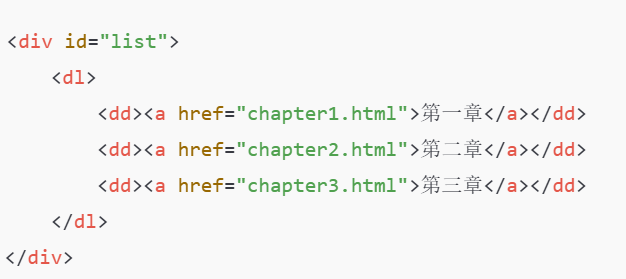 <div id="list">
<dl>
<dd><a href="chapter1.html">第一章</a></dd>
<dd><a href="chapter2.html">第二章</a></dd>
<dd><a href="chapter3.html">第三章</a></dd>
</dl>
</div>